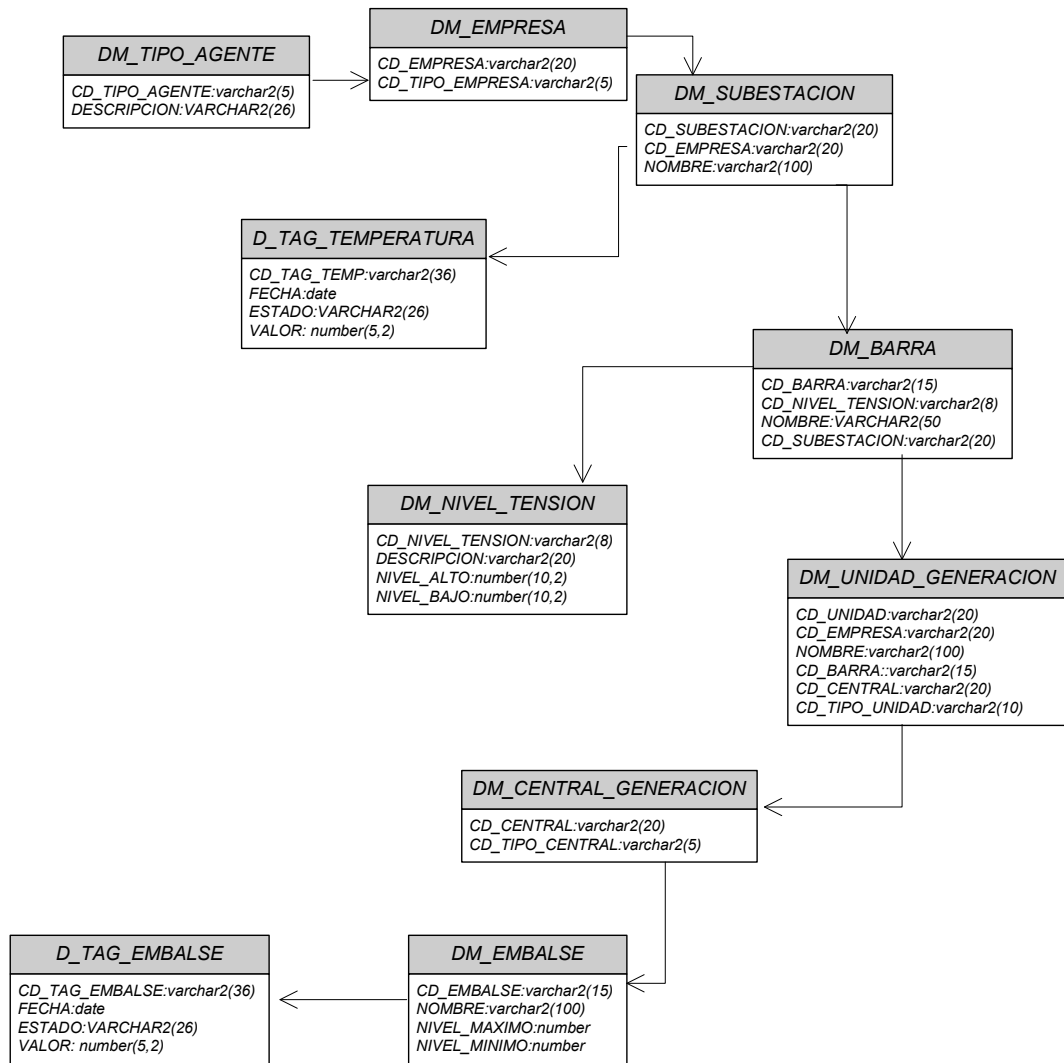 DM_TIPO_AGENTE
CD_TIPO_AGENTE:varchar2(5)
DESCRIPCION:VARCHAR2(26)
DM_EMPRESA
CD_EMPRESA:varchar2(20)
CD_TIPO_EMPRESA:varchar2(5)
DM_SUBESTACION
CD_SUBESTACION:varchar2(20)
CD_EMPRESA:varchar2(20)
NOMBRE:varchar2(100)
D_TAG_TEMPERATURA
CD_TAG_TEMP:varchar2(36)
FECHA:date
ESTADO:VARCHAR2(26)
VALOR: number(5,2)
DM_BARRA
CD_BARRA:varchar2(15)
CD_NIVEL_TENSION:varchar2(8)
NOMBRE:VARCHAR2(50
CD_SUBESTACION:varchar2(20)
DM_NIVEL_TENSION
CD_NIVEL_TENSION:varchar2(8)
DESCRIPCION:varchar2(20)
NIVEL_ALTO:number(10,2)
NIVEL_BAJO:number(10,2)
DM_UNIDAD_GENERACION
CD_UNIDAD:varchar2(20)
CD_EMPRESA:varchar2(20)
NOMBRE:varchar2(100)
CD_BARRA::varchar2(15)
CD_CENTRAL:varchar2(20)
CD_TIPO_UNIDAD:varchar2(10)
DM_CENTRAL_GENERACION
CD_CENTRAL:varchar2(20)
CD_TIPO_CENTRAL:varchar2(5)
D_TAG_EMBALSE
CD_TAG_EMBALSE:varchar2(36)
FECHA:date
ESTADO:VARCHAR2(26)
VALOR: number(5,2)
DM_EMBALSE
CD_EMBALSE:varchar2(15)
NOMBRE:varchar2(100)
NIVEL_MAXIMO:number
NIVEL_MINIMO:number